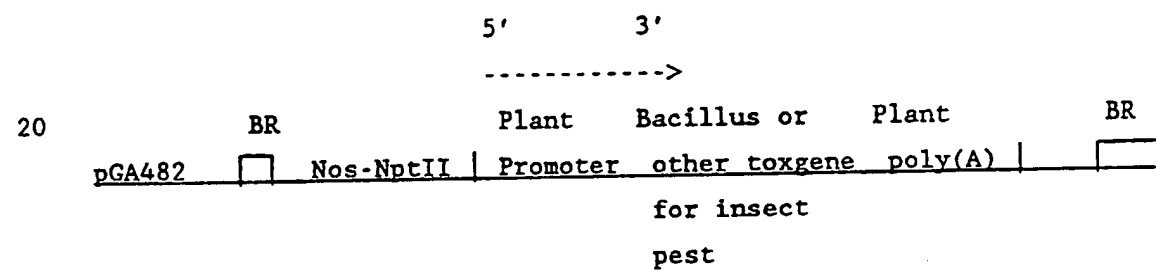 5' 3'
------------>
20 BR Plant Bacillus or Plant BR
pGA482 Nos-NptII Promoter other toxgene poly(A)
for insect
pest